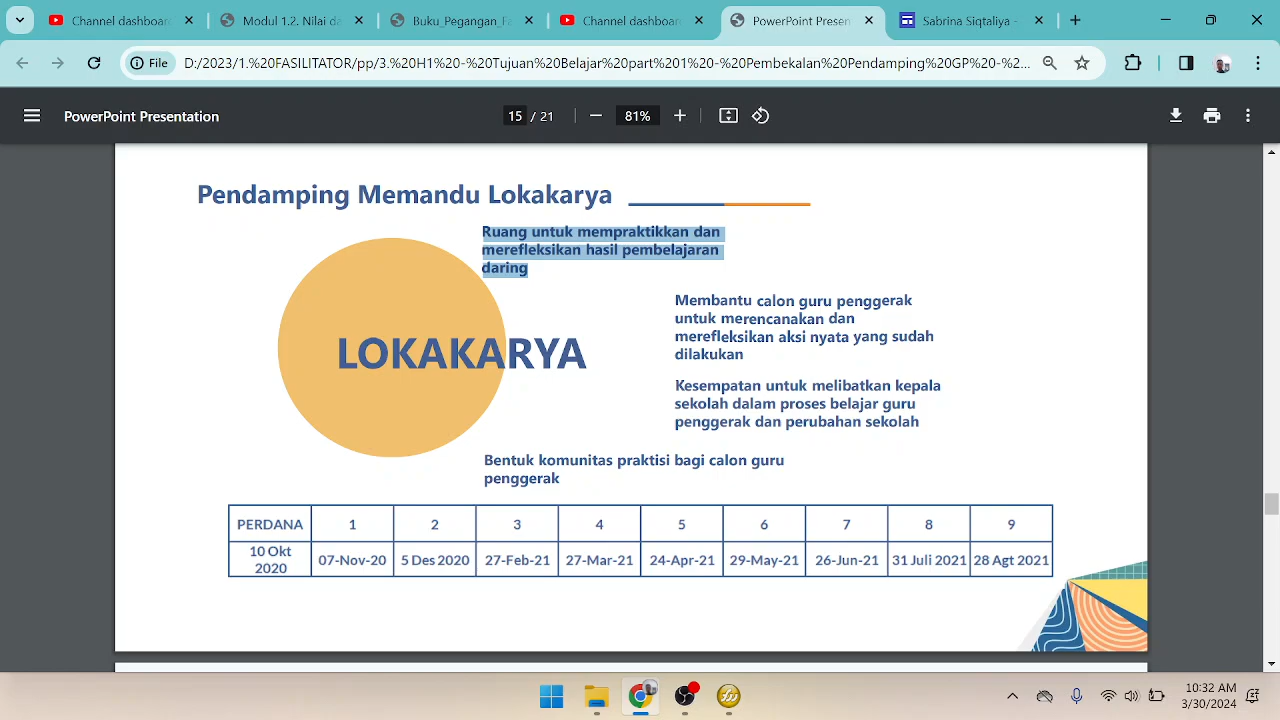 Channel dashboard
Modul 1.2. Nilai da
Buku_Pegangan_Fa
Channel dashboard
PowerPoint Presen
Sabrina Siqtaliya -
File
D:/2023/1.%20FASILITATOR/pp/3.%20H1%20-%20Tujuan%20Belajar%20part%201%20-%20Pembekalan%20Pendamping%20GP%20-%2...
PowerPoint Presentation
15 / 21
81%
Pendamping Memandu Lokakarya
Ruang untuk mempraktikkan dan
merefleksikan hasil pembelajaran
daring
Membantu calon guru penggerak
untuk merencanakan dan
merefleksikan aksi nyata yang sudah
dilakukan
LOKAKARYA
Kesempatan untuk melibatkan kepala
sekolah dalam proses belajar guru
penggerak dan perubahan sekolah
Bentuk komunitas praktisi bagi calon guru
penggerak
PERDANA 1 2 3 4 5 6 7 8 9
10 Okt 2020 07-Nov-20 5 Des 2020 27-Feb-21 27-Mar-21 24-Apr-21 29-May-21 26-Jun-21 31 Juli 2021 28 Agt 2021
10:32 AM
3/30/2024